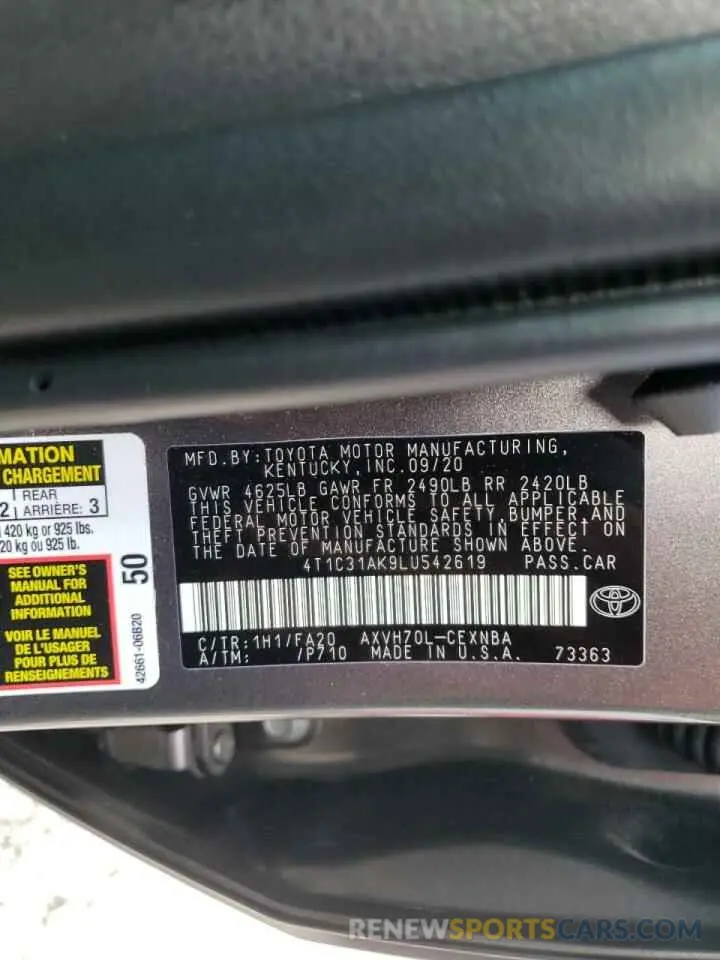 MATION
CHARGEMENT
REAR
2 ARRIÈRE: 3
420 kg or 925 lbs.
20 kg ou 925 lb.
SEE OWNER'S
MANUAL FOR
ADDITIONAL
INFORMATION
VOIR LE MANUEL
DE L'USAGER
POUR PLUS DE
RENSEIGNEMENTS
50
42661-06B20
MFD.BY:TOYOTA MOTOR MANUFACTURING,
KENTUCKY,INC.09/20
GVWR 4625LB GAWR FR 2490LB RR 2420LB
THIS VEHICLE CONFORMS TO ALL APPLICABLE
FEDERAL MOTOR VEHICLE SAFETY, BUMPER,AND
THEFT PREVENTION STANDARDS IN EFFECT ON
THE DATE OF MANUFACTURE SHOWN ABOVE.
4T1C31AK9LU542619 PASS.CAR
C/TR:1H1/FA20 AXVH70L-CEXNBA
A/TM: /P710 MADE IN U.S.A. 73363
RENEWSPORTSCARS.COM